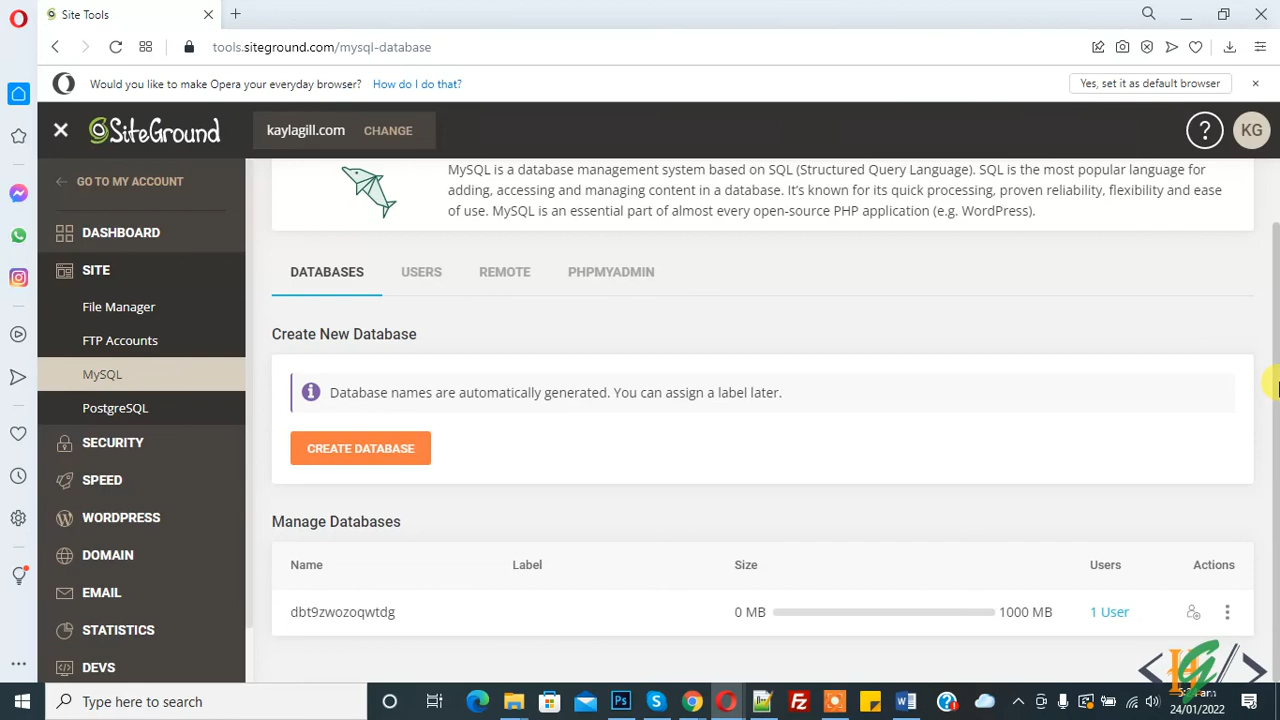 Site Tools
tools.siteground.com/mysql-database
Would you like to make Opera your everyday browser? How do I do that? Yes, set it as default browser
SiteGround kaylagill.com CHANGE ? KG
GO TO MY ACCOUNT
DASHBOARD
SITE
File Manager
FTP Accounts
MySQL
PostgreSQL
SECURITY
SPEED
WORDPRESS
DOMAIN
EMAIL
STATISTICS
DEVS
MySQL is a database management system based on SQL (Structured Query Language). SQL is the most popular language for
adding, accessing and managing content in a database. It's known for its quick processing, proven reliability, flexibility and ease
of use. MySQL is an essential part of almost every open-source PHP application (e.g. WordPress).
DATABASES USERS REMOTE PHPMYADMIN
Create New Database
Database names are automatically generated. You can assign a label later.
CREATE DATABASE
Manage Databases
Name Label Size Users Actions
dbt9zwozoqwtdg 0 MB 1000 MB 1 User
Type here to search
24/01/2022